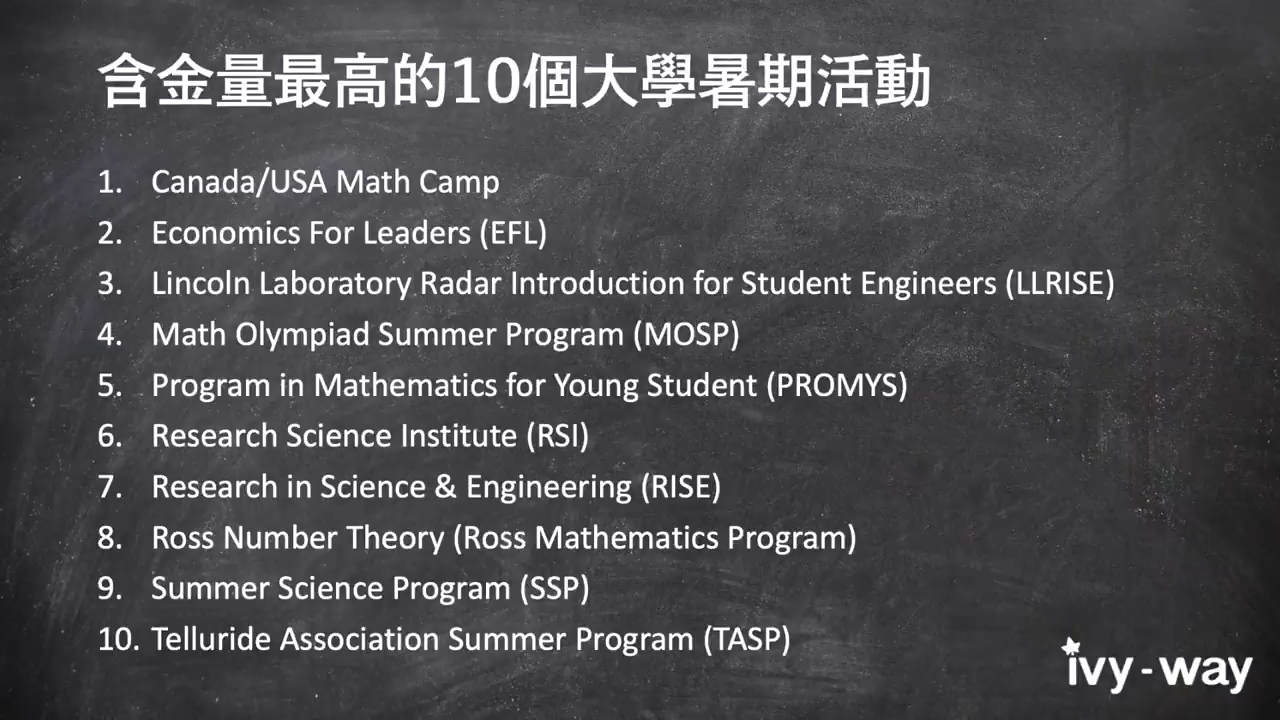 含金量最高的10個大學暑期活動
1. Canada/USA Math Camp
2. Economics For Leaders (EFL)
3. Lincoln Laboratory Radar Introduction for Student Engineers (LLRISE)
4. Math Olympiad Summer Program (MOSP)
5. Program in Mathematics for Young Student (PROMYS)
6. Research Science Institute (RSI)
7. Research in Science & Engineering (RISE)
8. Ross Number Theory (Ross Mathematics Program)
9. Summer Science Program (SSP)
10. Telluride Association Summer Program (TASP)
ivy-way